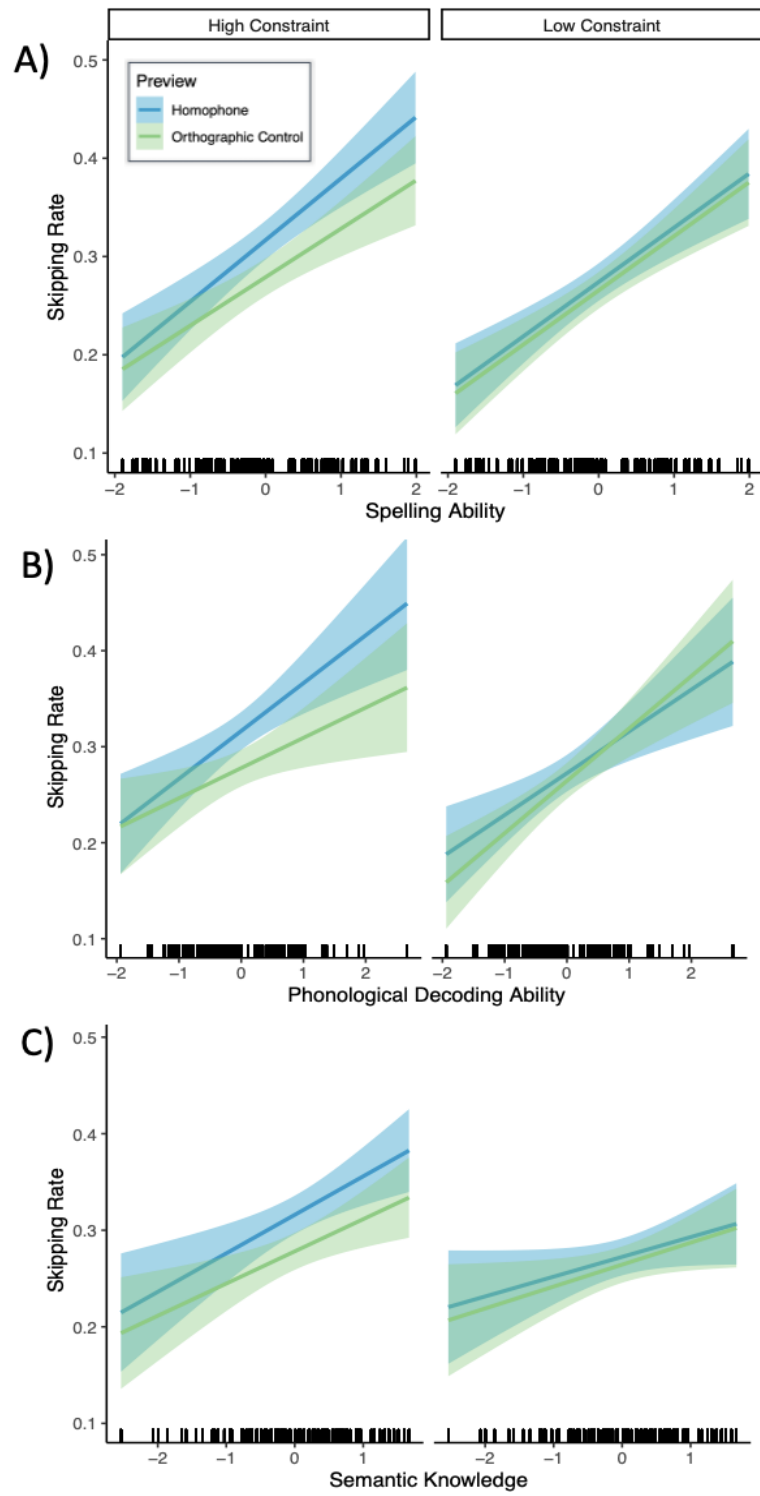 High Constraint
Low Constraint
A)
Preview
Homophone
Orthographic Control
Skipping Rate
0.5
0.4
0.3
0.2
0.1
−2 −1 0 1 2
−2 −1 0 1 2
Spelling Ability
B)
Skipping Rate
0.5
0.4
0.3
0.2
0.1
−2 −1 0 1 2
−2 −1 0 1 2
Phonological Decoding Ability
C)
Skipping Rate
0.5
0.4
0.3
0.2
0.1
−2 −1 0 1
−2 −1 0 1
Semantic Knowledge